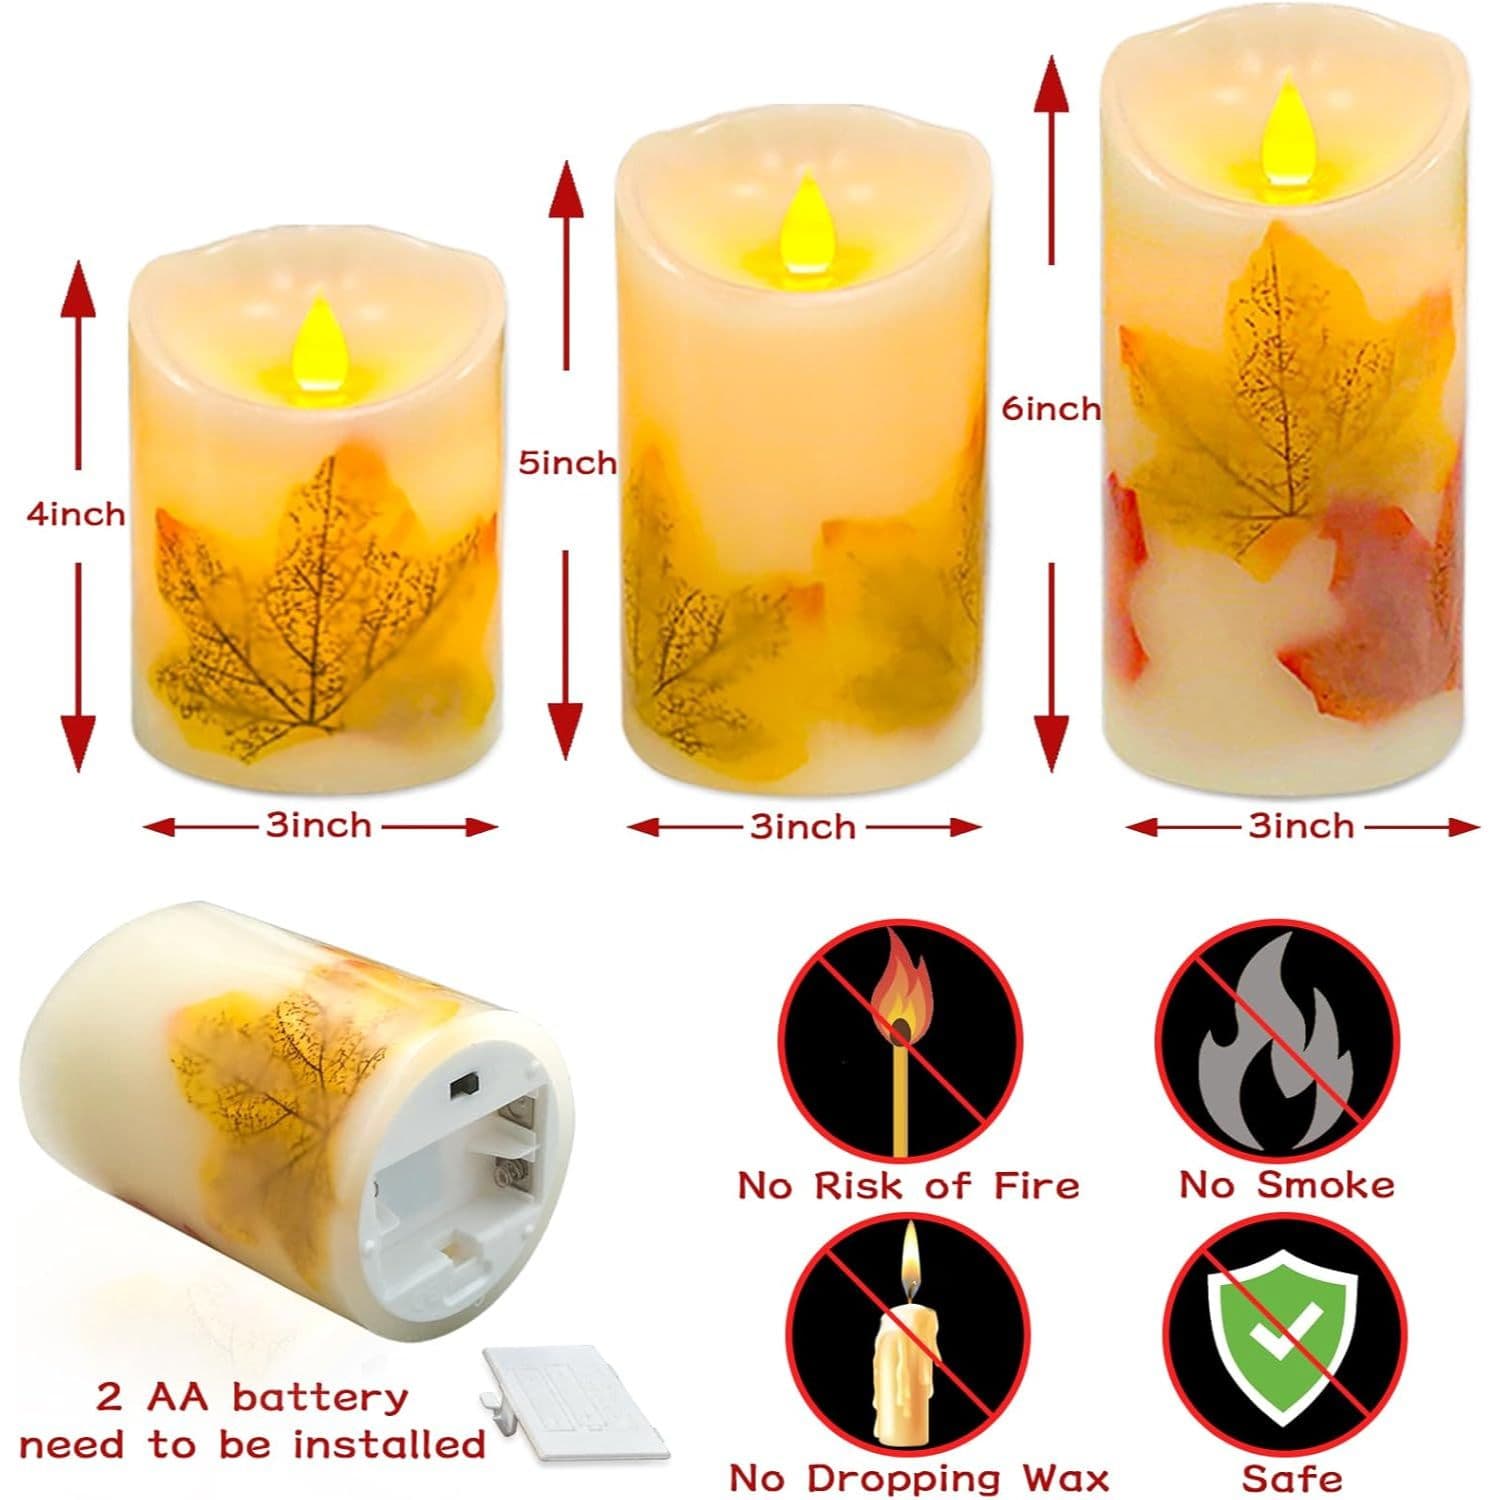 4inch
5inch
6inch
3inch
3inch
3inch
2 AA battery
need to be installed
No Risk of Fire
No Smoke
No Dropping Wax
Safe